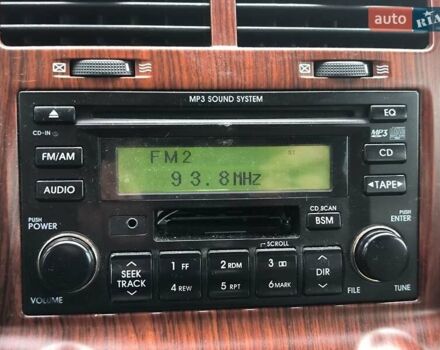 auto RIA
MP3 SOUND SYSTEM
EQ
CD-IN
MP3
FM/AM
FM2
ST
CD
93.8MHz
AUDIO
◄TAPE►
CD SCAN
BSM
PUSH
POWER
PUSH
ENTER
SCROLL
SEEK
TRACK
1 FF
2 RDM
3
DIR
4 REW
5 RPT
6 MARK
VOLUME
FILE
TUNE